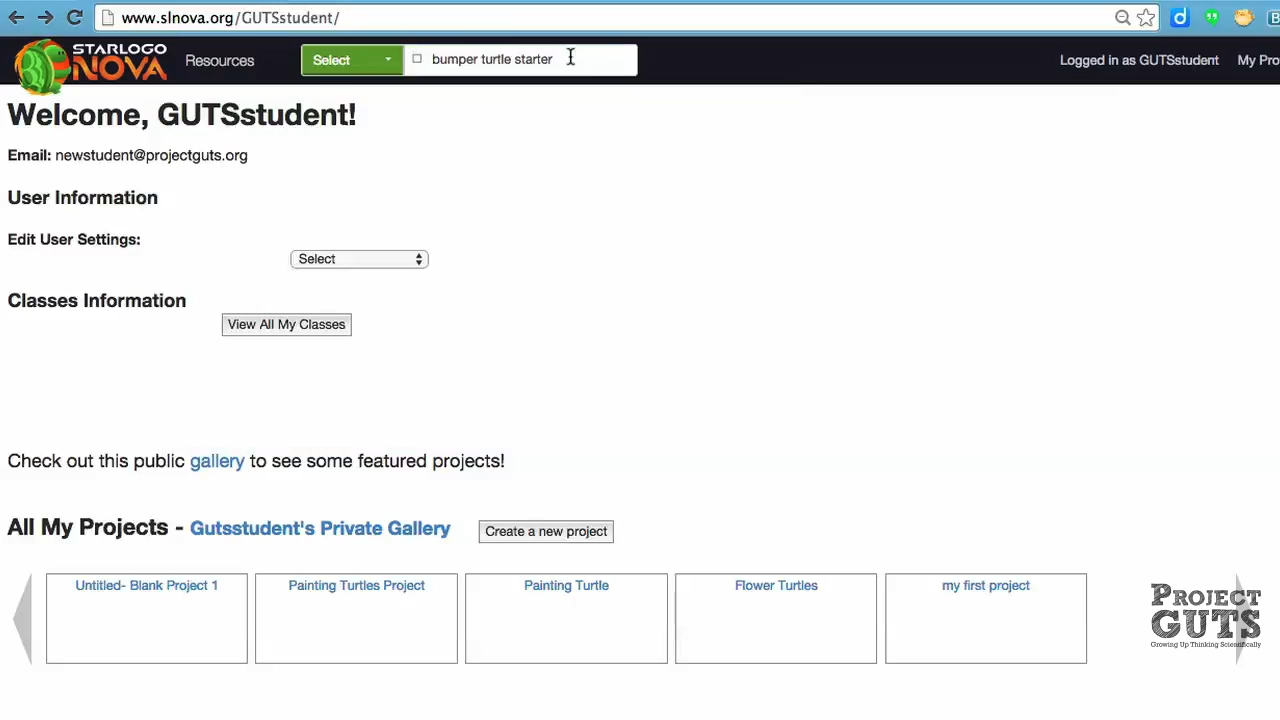 www.slnova.org/GUTSstudent/
STARLOGO
NOVA
Resources
Select
bumper turtle starter
Logged in as GUTSstudent
My Pro
Welcome, GUTSstudent!
Email: newstudent@projectguts.org
User Information
Edit User Settings:
Select
Classes Information
View All My Classes
Check out this public gallery to see some featured projects!
All My Projects - Gutsstudent's Private Gallery
Create a new project
Untitled- Blank Project 1
Painting Turtles Project
Painting Turtle
Flower Turtles
my first project
PROJECT
GUTS
Growing Up Thinking Scientifically